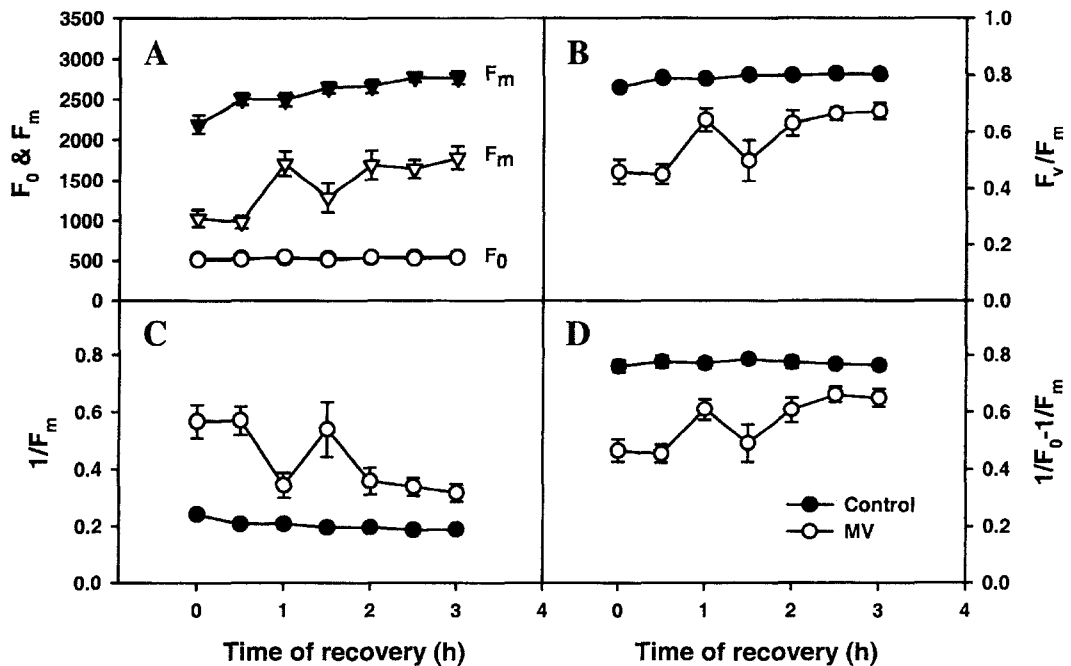 A
B
3500
3000
2500
2000
1500
1000
500
0
F0 & Fm
Fm
Fm
F0
1.0
0.8
0.6
0.4
0.2
0.0
Fv/Fm
C
D
0.8
0.6
0.4
0.2
0.0
1/Fm
0.8
0.6
0.4
0.2
0.0
1/F0-1/Fm
Control
MV
0 1 2 3 4
0 1 2 3 4
Time of recovery (h)
Time of recovery (h)